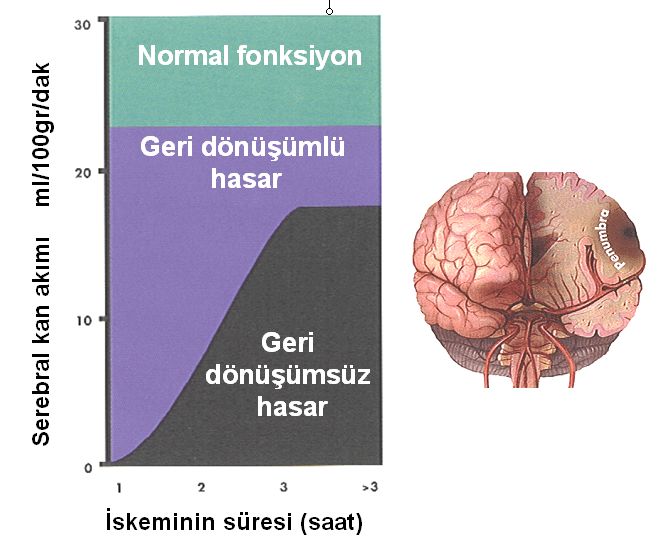 30
Normal fonksiyon
Geri dönüşümlü
hasar
20
10
Geri
dönüşümsüz
hasar
0
1 2 3 >3
İskeminin süresi (saat)
Serebral kan akımı ml/100gr/dak
Penumbra